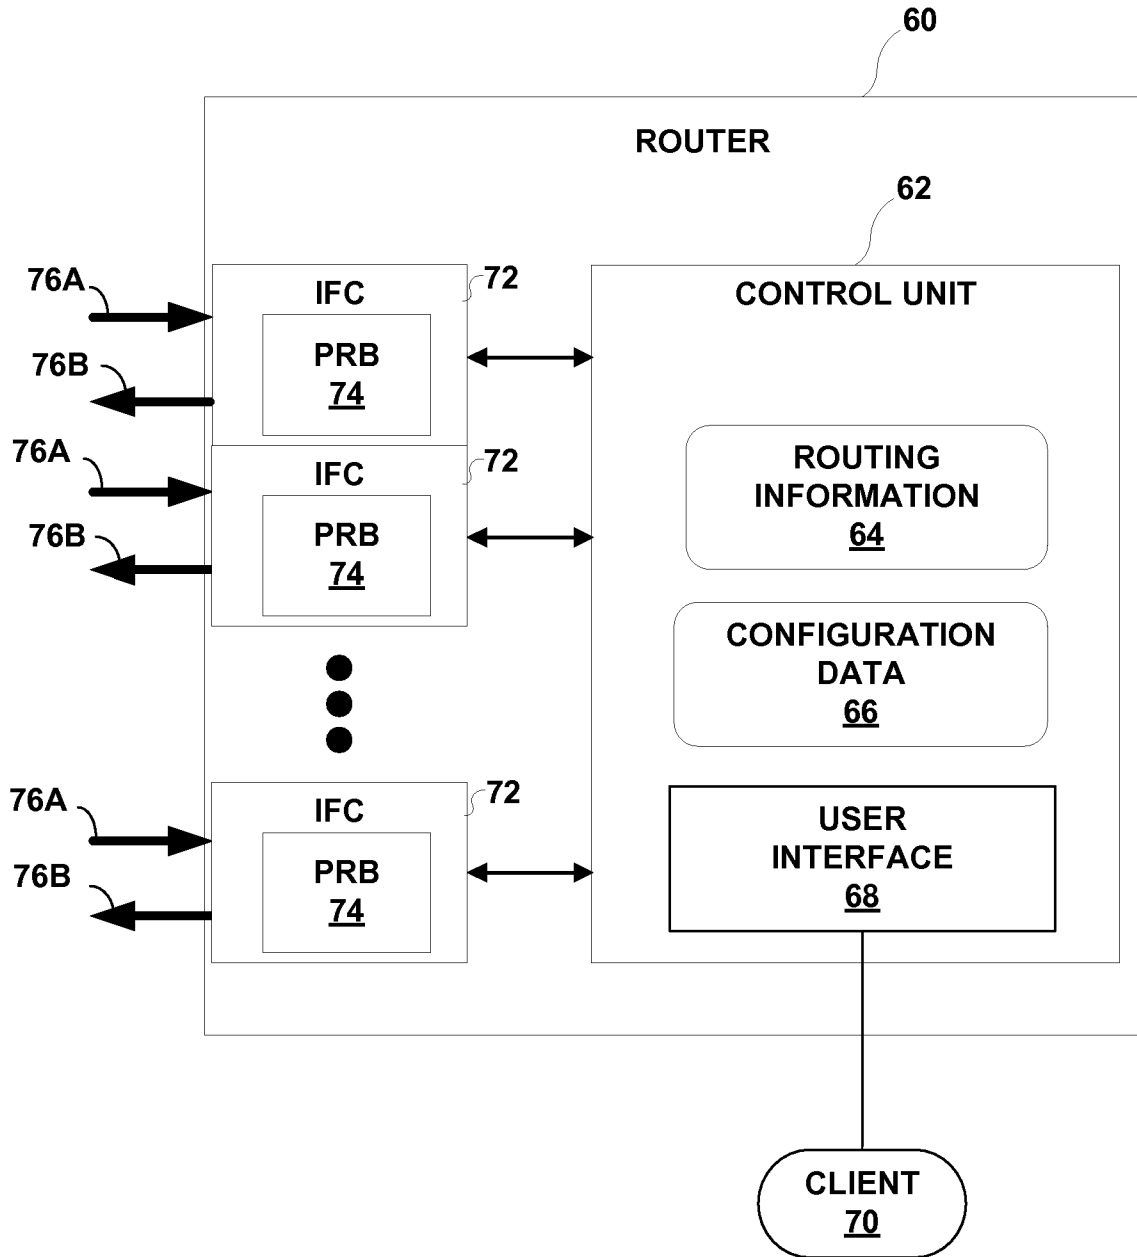 60
ROUTER
62
76A
IFC
72
CONTROL UNIT
PRB
74
76B
76A
IFC
72
PRB
74
76B
ROUTING
INFORMATION
64
CONFIGURATION
DATA
66
76A
IFC
72
PRB
74
76B
USER
INTERFACE
68
CLIENT
70